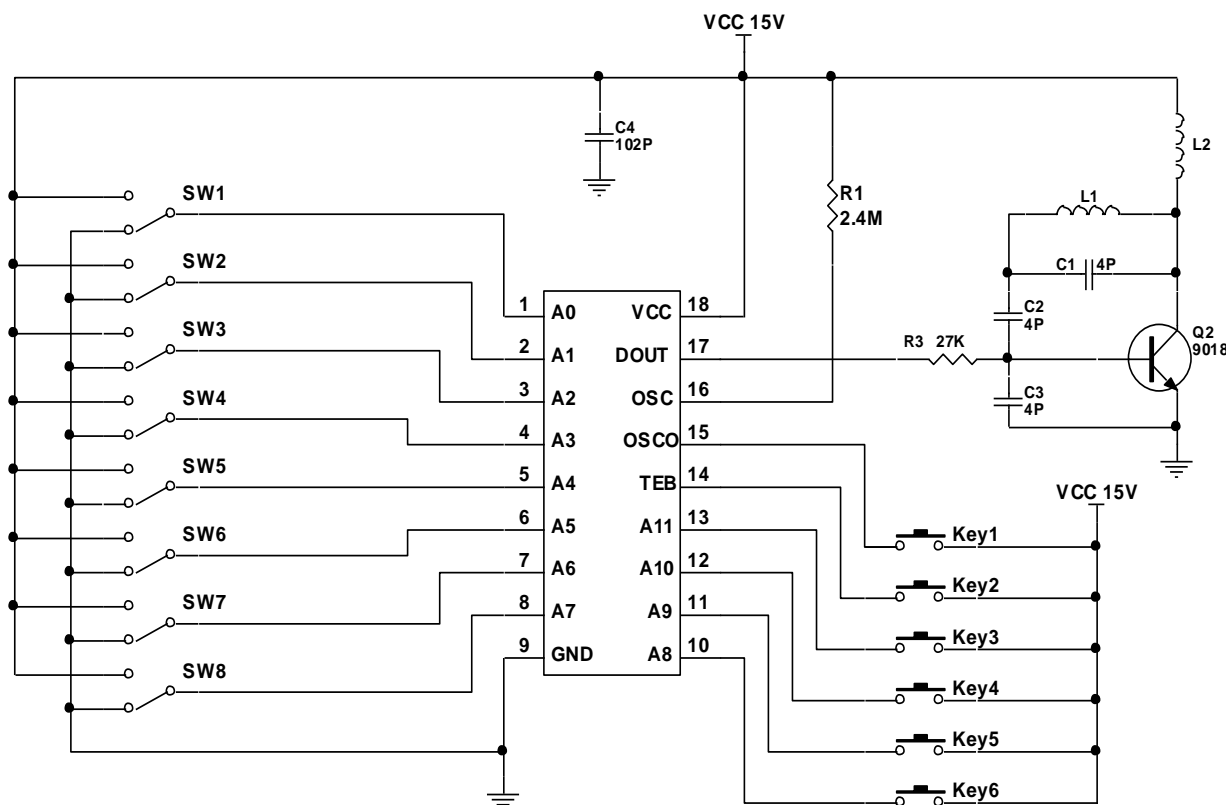 VCC 15V
C4
102P
L2
SW1
R1
2.4M
L1
C1 4P
SW2
1 A0 VCC 18
C2
4P
Q2
9018
SW3
2 A1 DOUT 17
R3 27K
3 A2 OSC 16
C3
4P
SW4
4 A3 OSCO 15
SW5
5 A4 TEB 14
VCC 15V
6 A5 A11 13
SW6
Key1
7 A6 A10 12
Key2
SW7
8 A7 A9 11
Key3
9 GND A8 10
SW8
Key4
Key5
Key6